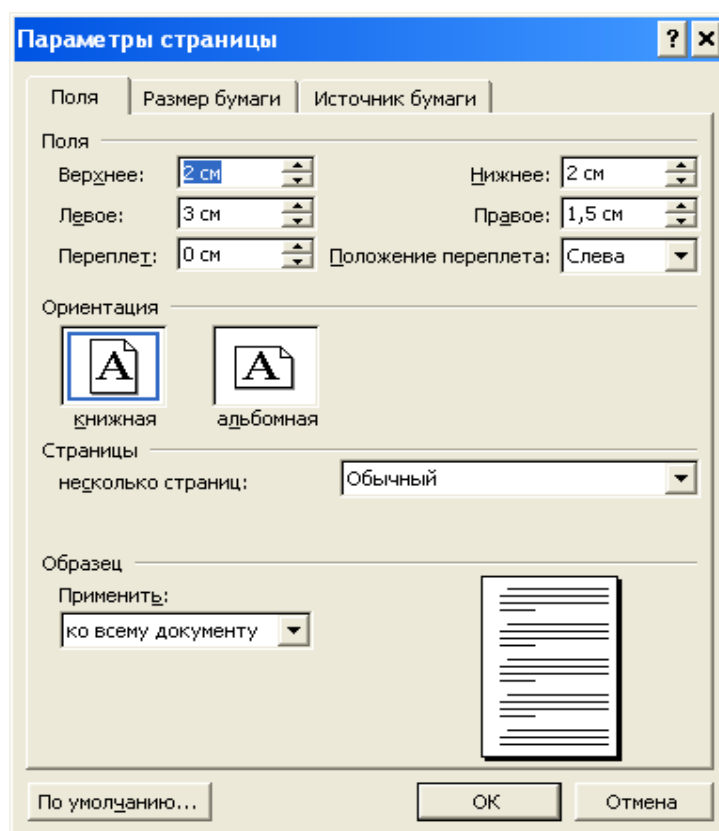 Параметры страницы ? ×
Поля Размер бумаги Источник бумаги
Поля
Верхнее: 2 см Нижнее: 2 см
Левое: 3 см Правое: 1,5 см
Переплет: 0 см Положение переплета: Слева
Ориентация
A A
книжная альбомная
Страницы
несколько страниц: Обычный
Образец
Применить:
ко всему документу
По умолчанию... ОК Отмена